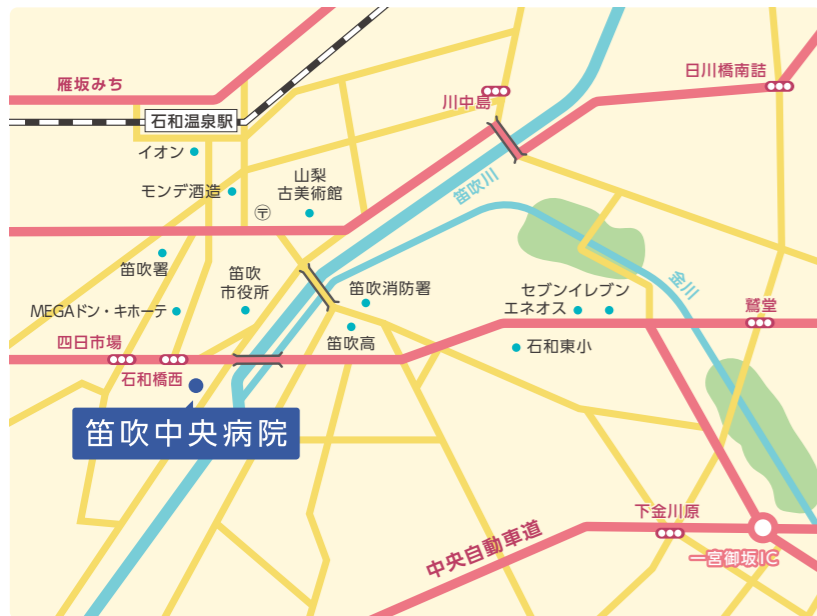 雁坂みち
日川橋南詰
川中島
石和温泉駅
イオン
山梨
古美術館
モンデ酒造
笛吹川
〒
笛吹署
笛吹
市役所
笛吹消防署
セブンイレブン
エネオス
金川
鵞堂
MEGAドン・キホーテ
四日市場
笛吹高
石和東小
石和橋西
笛吹中央病院
下金川原
中央自動車道
一宮御坂IC